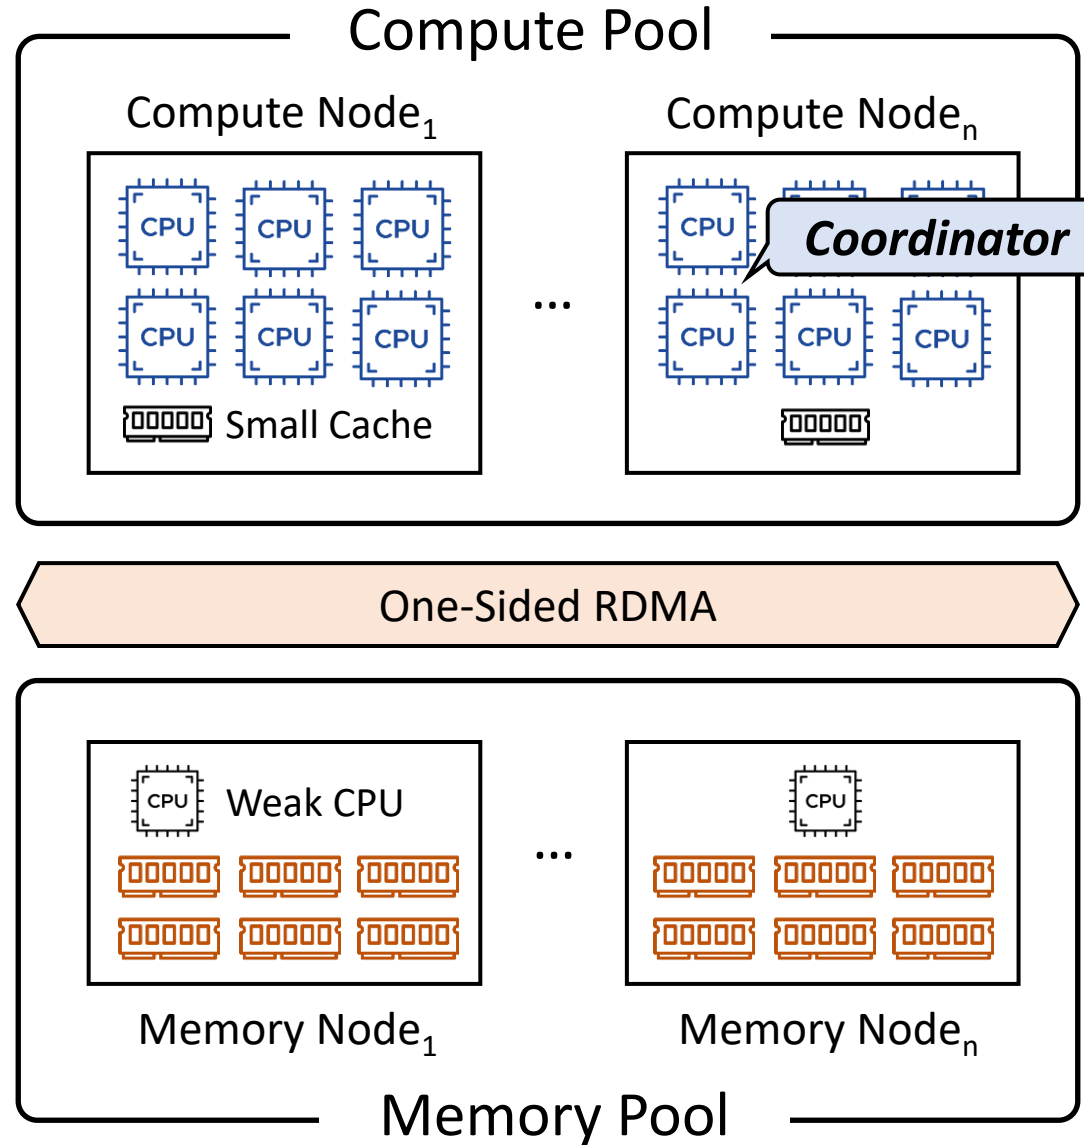 Compute Pool
Compute Node1
Compute Noden
CPU CPU CPU
CPU
Coordinator
...
CPU CPU CPU
CPU CPU CPU
Small Cache
One-Sided RDMA
CPU
Weak CPU
CPU
...
Memory Node1
Memory Noden
Memory Pool